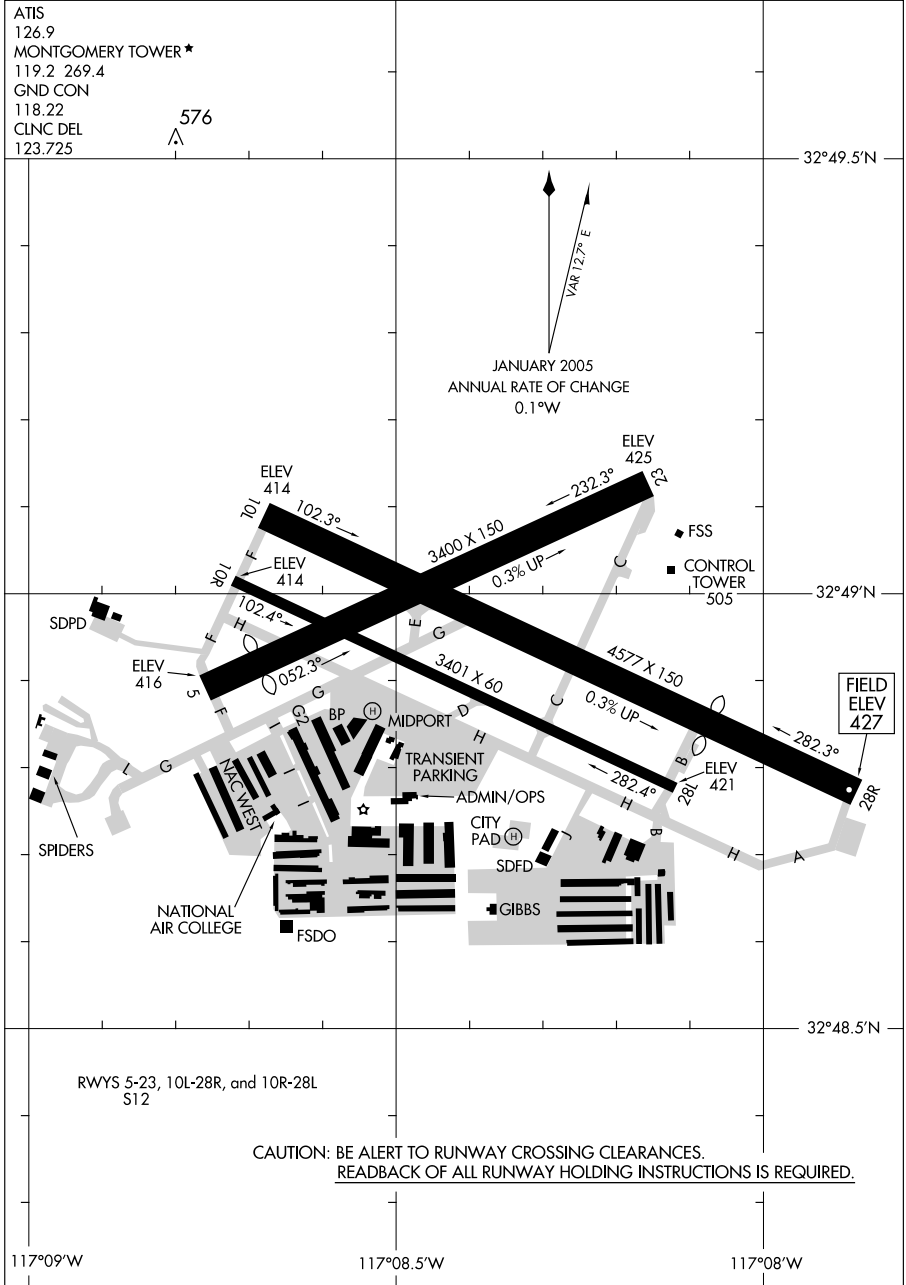 ATIS
126.9
MONTGOMERY TOWER★
119.2 269.4
GND CON
118.22
CLNC DEL
123.725
576
32°49.5'N
VAR 12.7° E
JANUARY 2005
ANNUAL RATE OF CHANGE
0.1°W
ELEV
425
23
232.3°
ELEV
414
10L
102.3°
3400 X 150
0.3% UP
FSS
CONTROL
TOWER
505
C
F
ELEV
414
10R
102.4°
32°49'N
SDPD
H
F
E
G
ELEV
416
5
052.3°
3401 X 60
4577 X 150
0.3% UP
FIELD
ELEV
427
282.3°
28R
F
G
G2
I
BP
H
MIDPORT
D
H
C
B
TRANSIENT
PARKING
282.4°
28L
ELEV
421
L
G
NAC WEST
I
I
ADMIN/OPS
H
CITY
PAD
H
J
B
H
A
SPIDERS
SDFD
NATIONAL
AIR COLLEGE
GIBBS
FSDO
32°48.5'N
RWYS 5-23, 10L-28R, and 10R-28L
S12
CAUTION: BE ALERT TO RUNWAY CROSSING CLEARANCES.
READBACK OF ALL RUNWAY HOLDING INSTRUCTIONS IS REQUIRED.
117°09'W
117°08.5'W
117°08'W